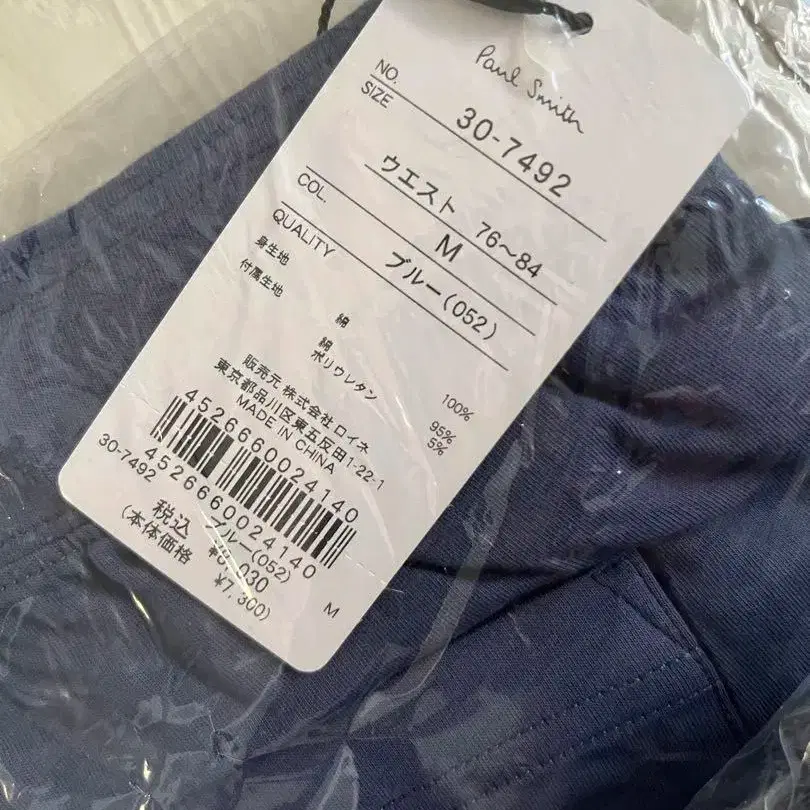 Paul Smith
NO. 30-7492
SIZE ウエスト 76～84
M
COL. ブルー(052)
QUALITY
身生地 綿 100%
付属生地 綿 95%
ポリウレタン 5%
販売元 株式会社 ロイネ
東京都品川区東五反田1-22-1
MADE IN CHINA
4526660024140
4526660024140
30-7492 ブルー(052) M
税込 ¥8,030
(本体価格 ¥7,300)